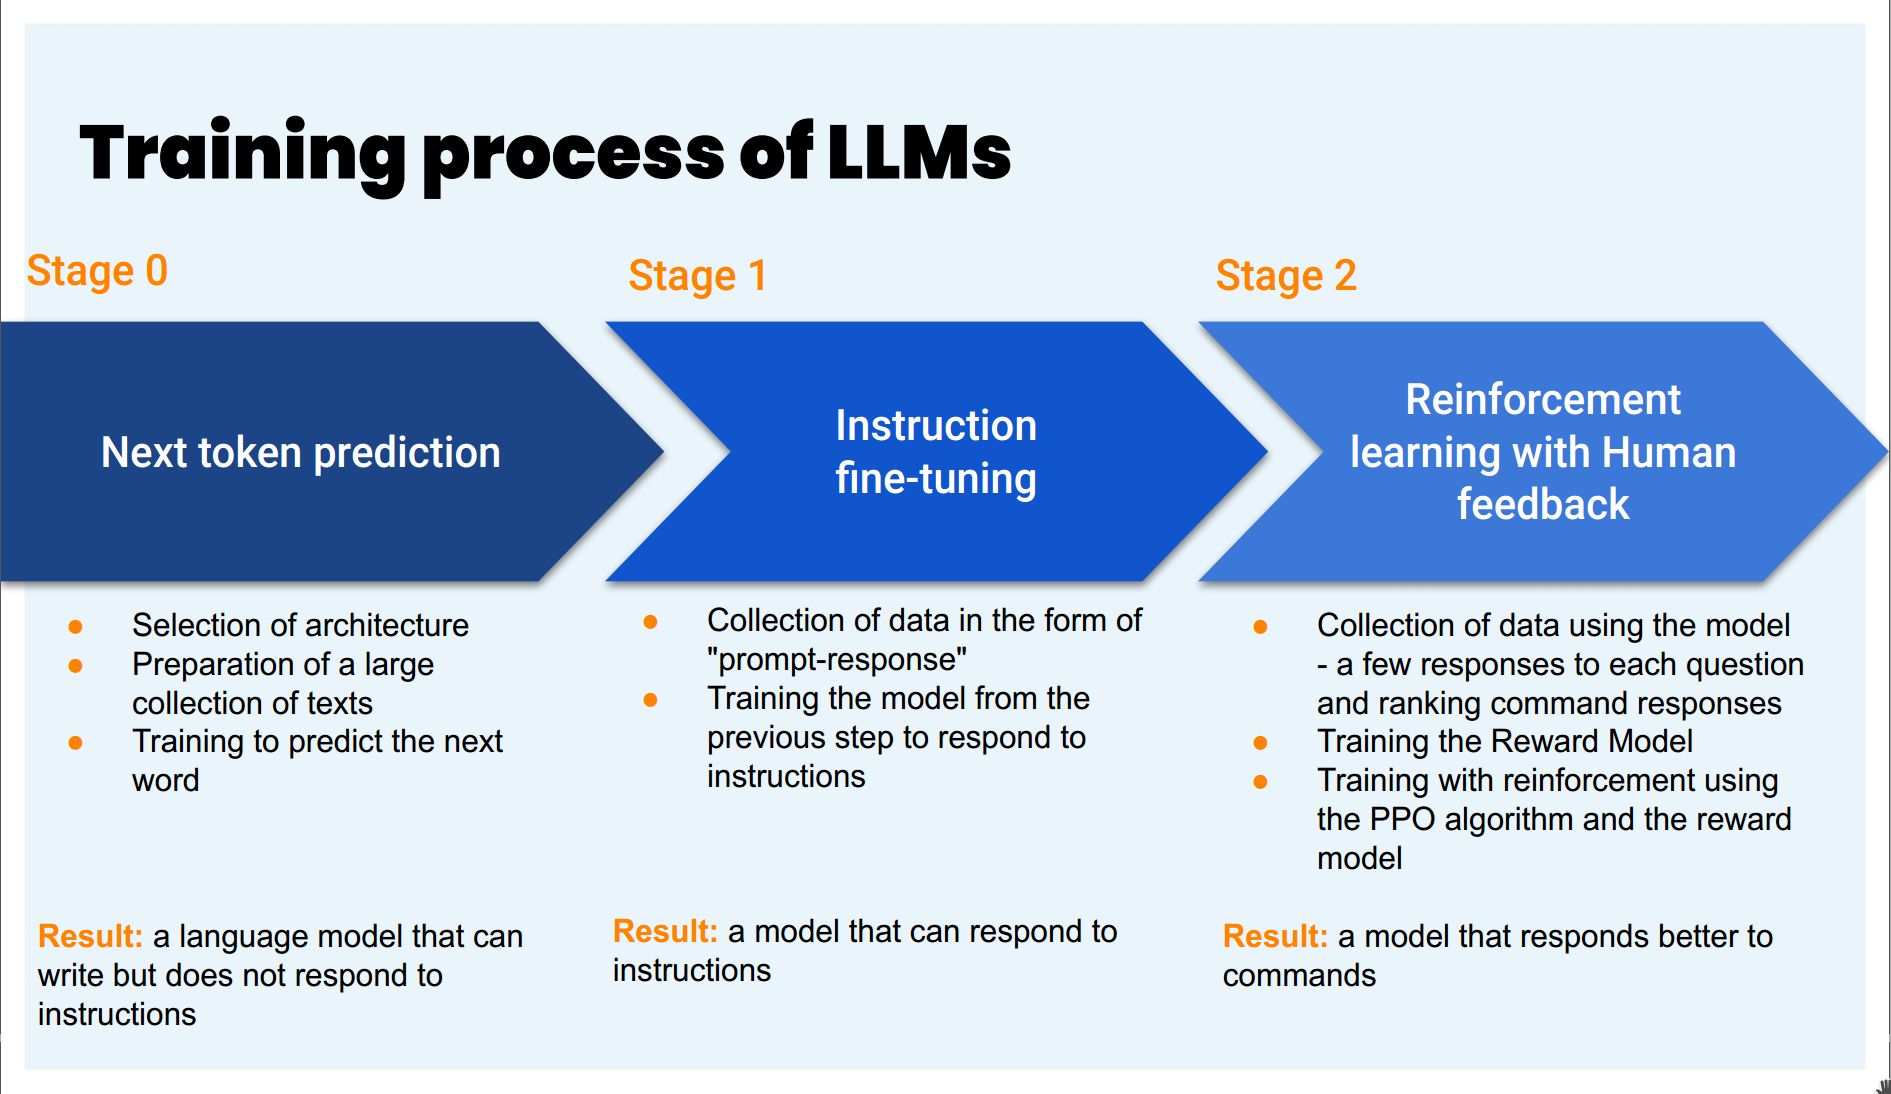 Training process of LLMs
Stage 0
Next token prediction
Selection of architecture
Preparation of a large
collection of texts
Training to predict the next
word
Result: a language model that can
write but does not respond to
instructions
Stage 1
Instruction
fine-tuning
Collection of data in the form of
"prompt-response"
Training the model from the
previous step to respond to
instructions
Result: a model that can respond to
instructions
Stage 2
Reinforcement
learning with Human
feedback
Collection of data using the model
- a few responses to each question
and ranking command responses
Training the Reward Model
Training with reinforcement using
the PPO algorithm and the reward
model
Result: a model that responds better to
commands